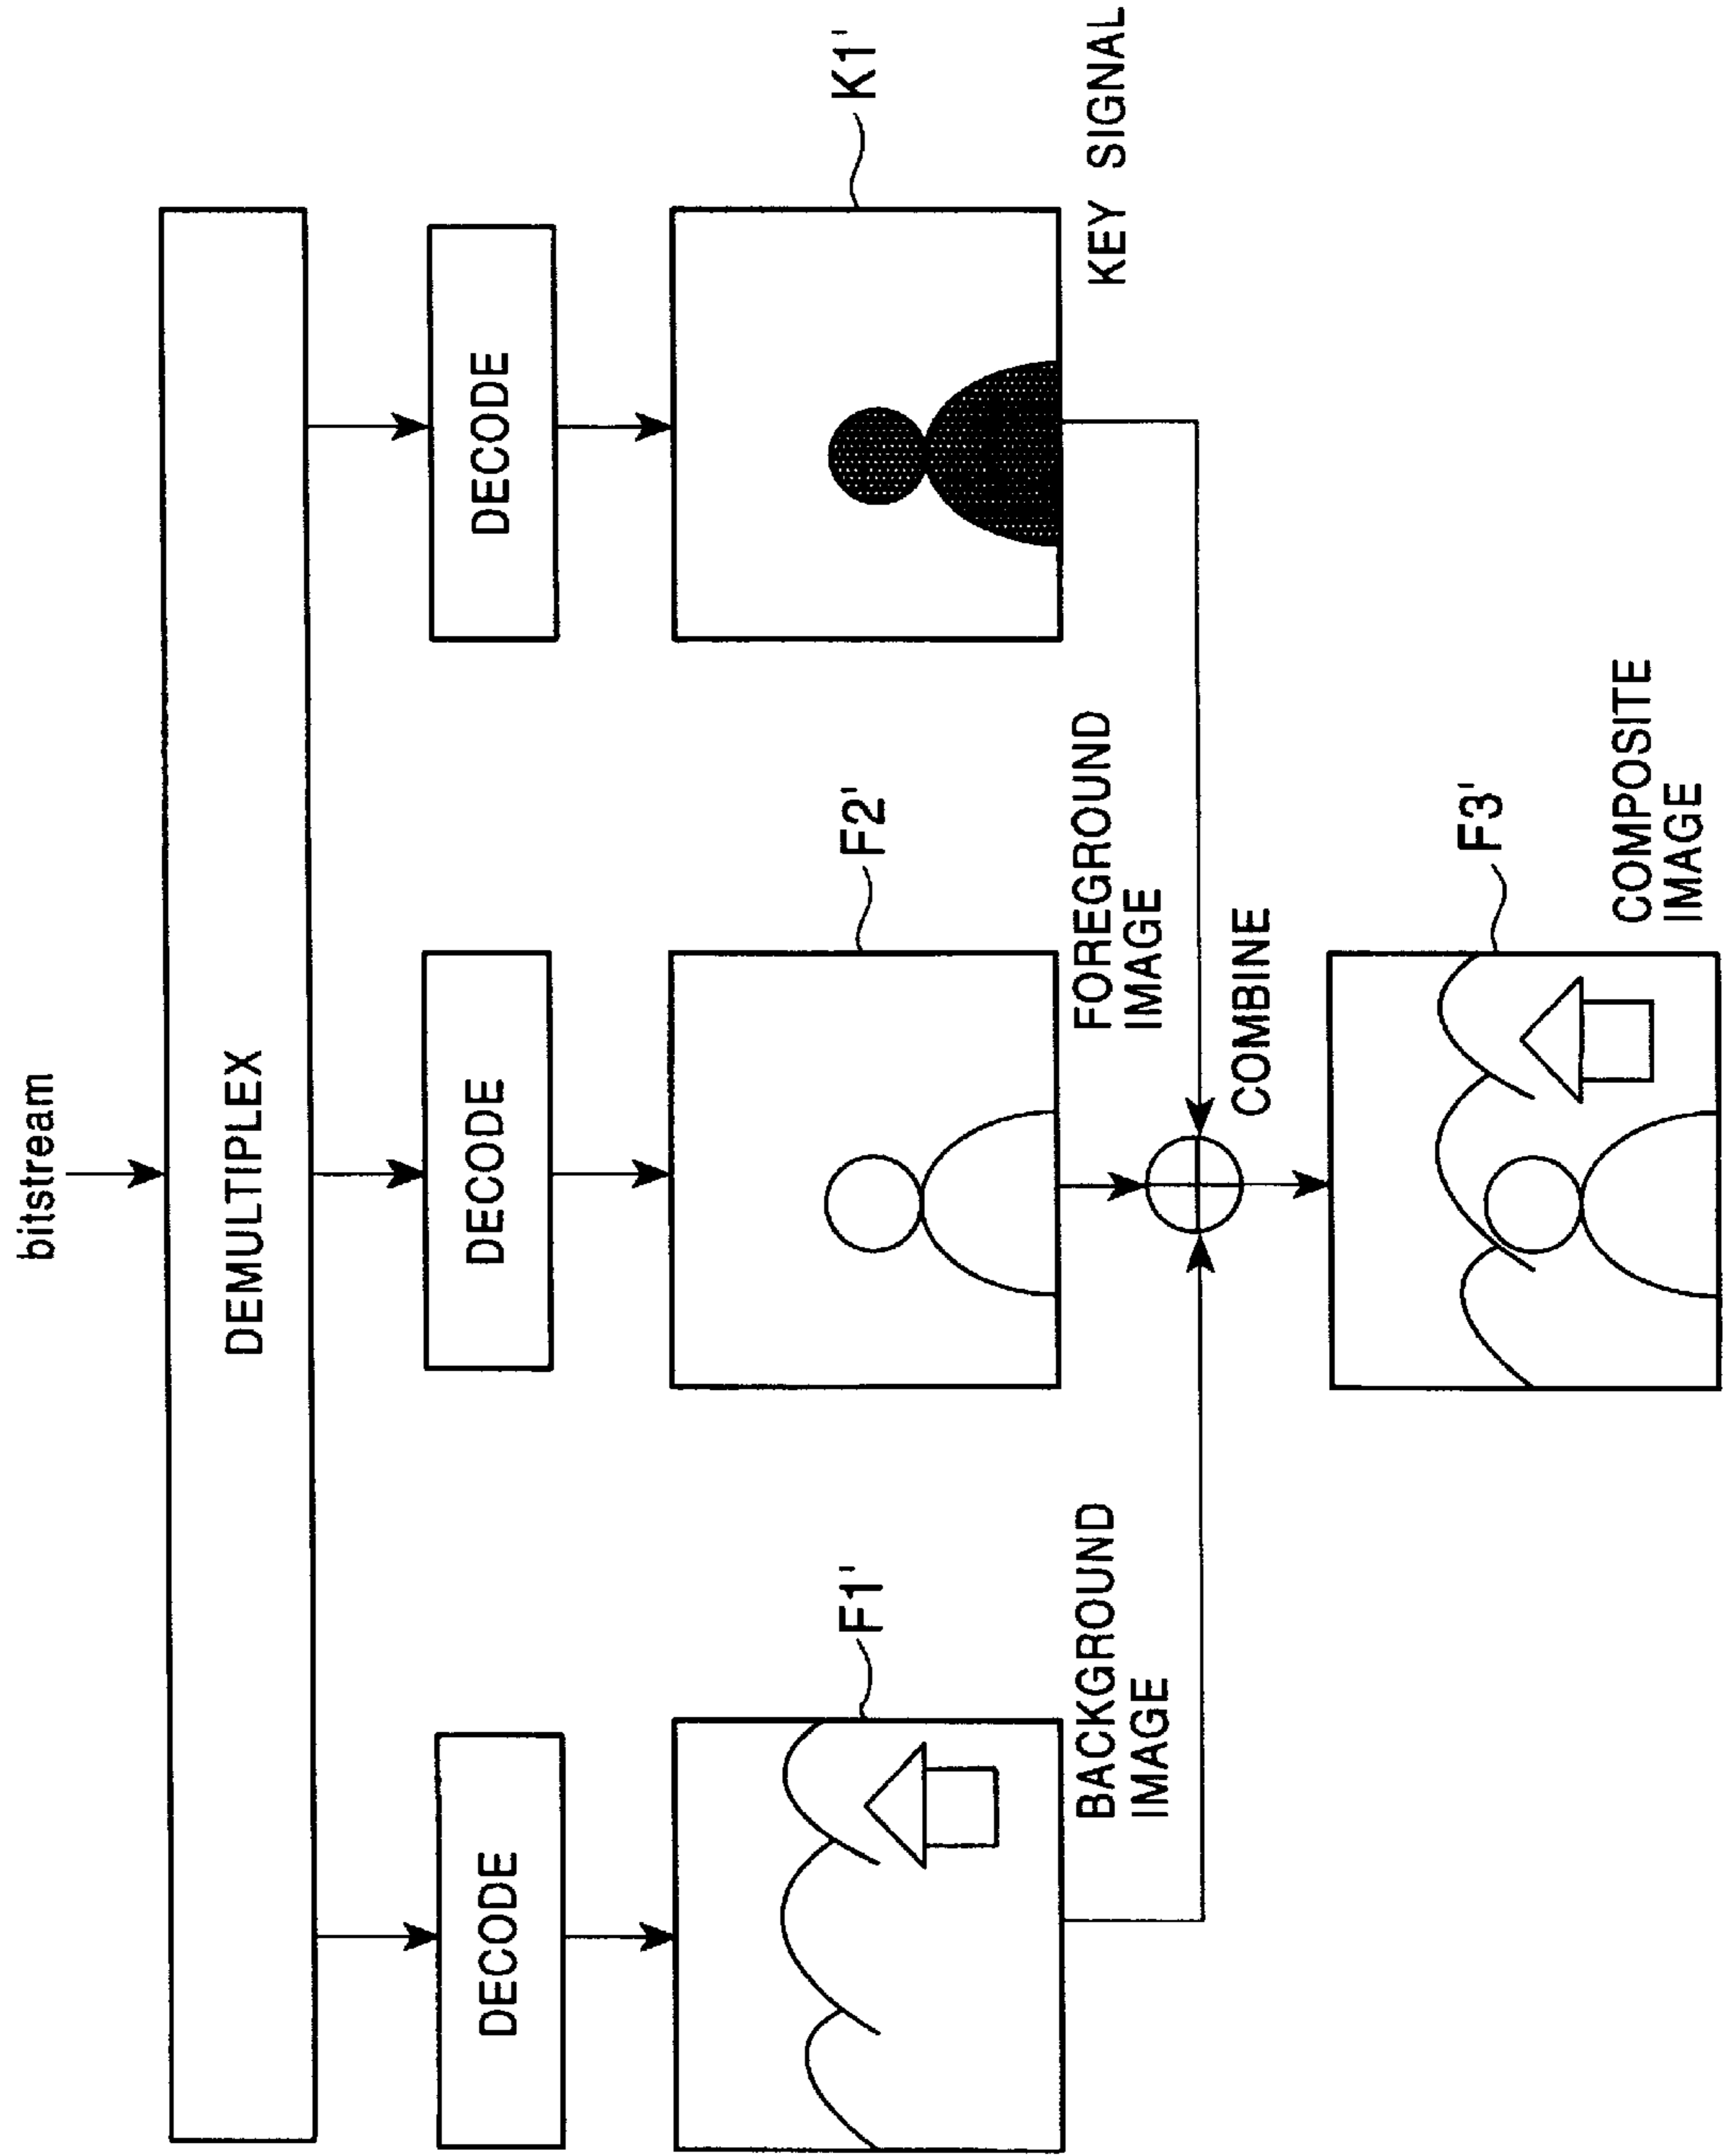 bitstream
DEMULTIPLEX
DECODE
DECODE
DECODE
F1'
F2'
K1'
BACKGROUND
IMAGE
FOREGROUND
IMAGE
KEY SIGNAL
COMBINE
F3'
COMPOSITE
IMAGE